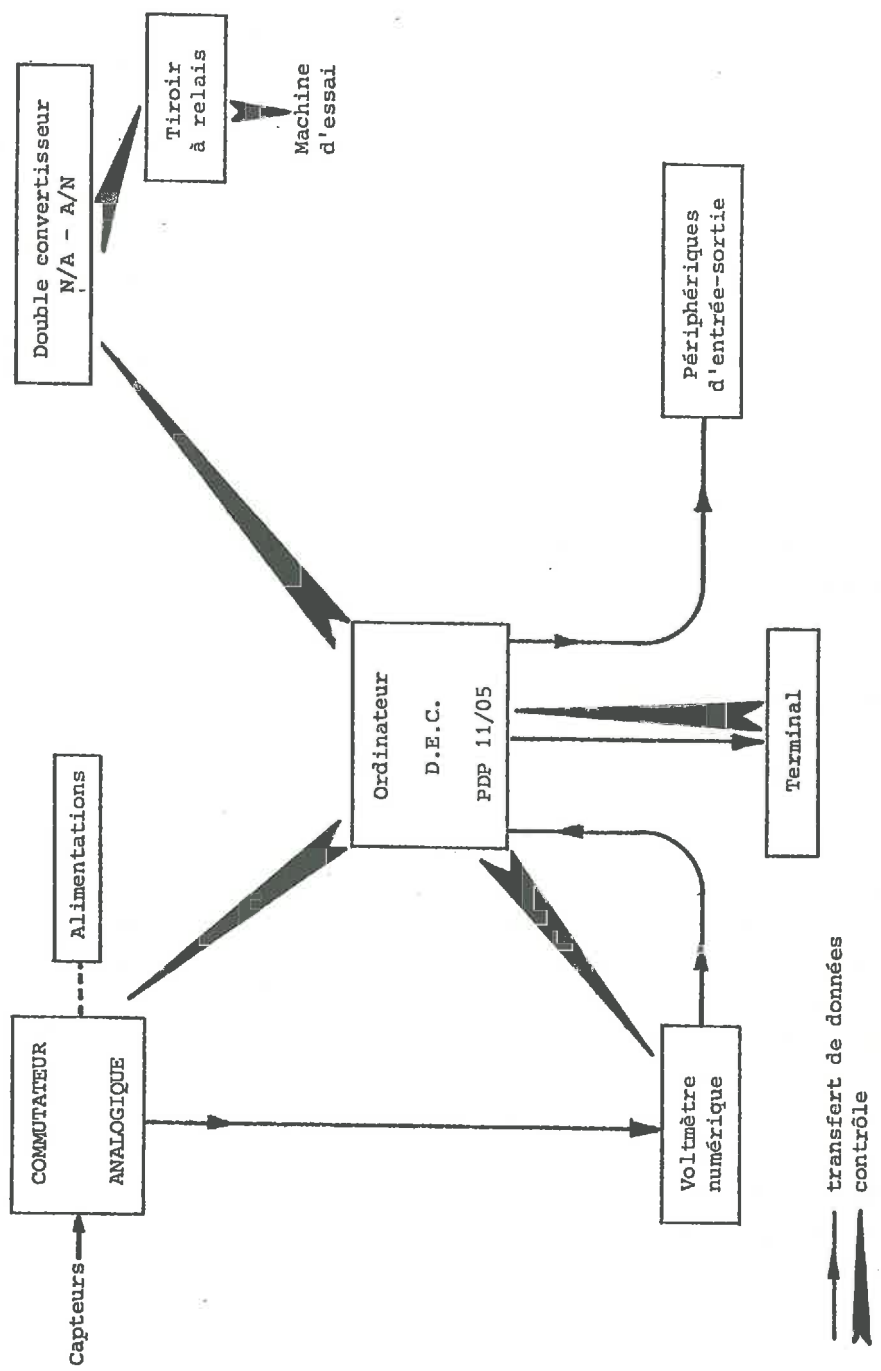 Capteurs
COMMUTATEUR
ANALOGIQUE
Alimentations
Double convertisseur
N/A - A/N
Tiroir
à relais
Machine
d'essai
Ordinateur
D.E.C.
PDP 11/05
Voltmètre
numérique
Terminal
Périphériques
d'entrée-sortie
transfert de données
contrôle